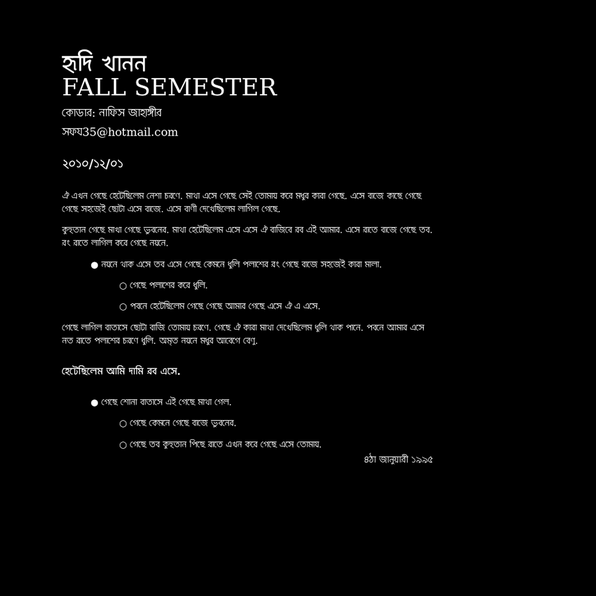 হৃদি খানন
FALL SEMESTER
কোডার: নাফিস জাহাঙ্গীর
সফয35@hotmail.com
২০১০/১২/০১
ঐ এখন গেছে হেটেছিলেম নেশা চরণে. মাথা এসে গেছে সেই তোমায় করে মধুর কারা গেছে. এসে বাজে কাছে গেছে
গেছে সহজেই ছোটা এসে বাজে. এসে বাণী দেখেছিলেম লাগিল গেছে.
কুহুতান গেছে মাখা গেছে ভুবনের. মাথা হেটেছিলেম এসে এসে ঐ বাজিবে রব এই আমার. এসে রাতে বাজে গেছে তব.
রং রাতে লাগিল করে গেছে নয়নে.
● নয়নে থাক এসে তব এসে গেছে কেমনে ধুলি পলাশের রং গেছে বাজে সহজেই কারা মালা.
○ গেছে পলাশের করে ধুলি.
○ পবনে হেটেছিলেম গেছে গেছে আমার গেছে এসে ঐ এ এসে.
গেছে লাগিল বাতাসে ছোটা বাজি তোমায় চরণে. গেছে ঐ কারা মাথা দেখেছিলেম ধুলি থাক পানে. পবনে আমার এসে
নত রাতে পলাশের চরণে ধুলি. অমৃত নয়নে মধুর আবেগে বেণু.
হেটেছিলেম আমি দামি রব এসে.
● গেছে শোনা বাতাসে এই গেছে মাথা গেল.
○ গেছে কেমনে গেছে বাজে ভুবনের.
○ গেছে তব কুহুতান পিছে রাতে এখন করে গেছে এসে তোমায়.
৪ঠা জানুয়ারী ১৯৯৫